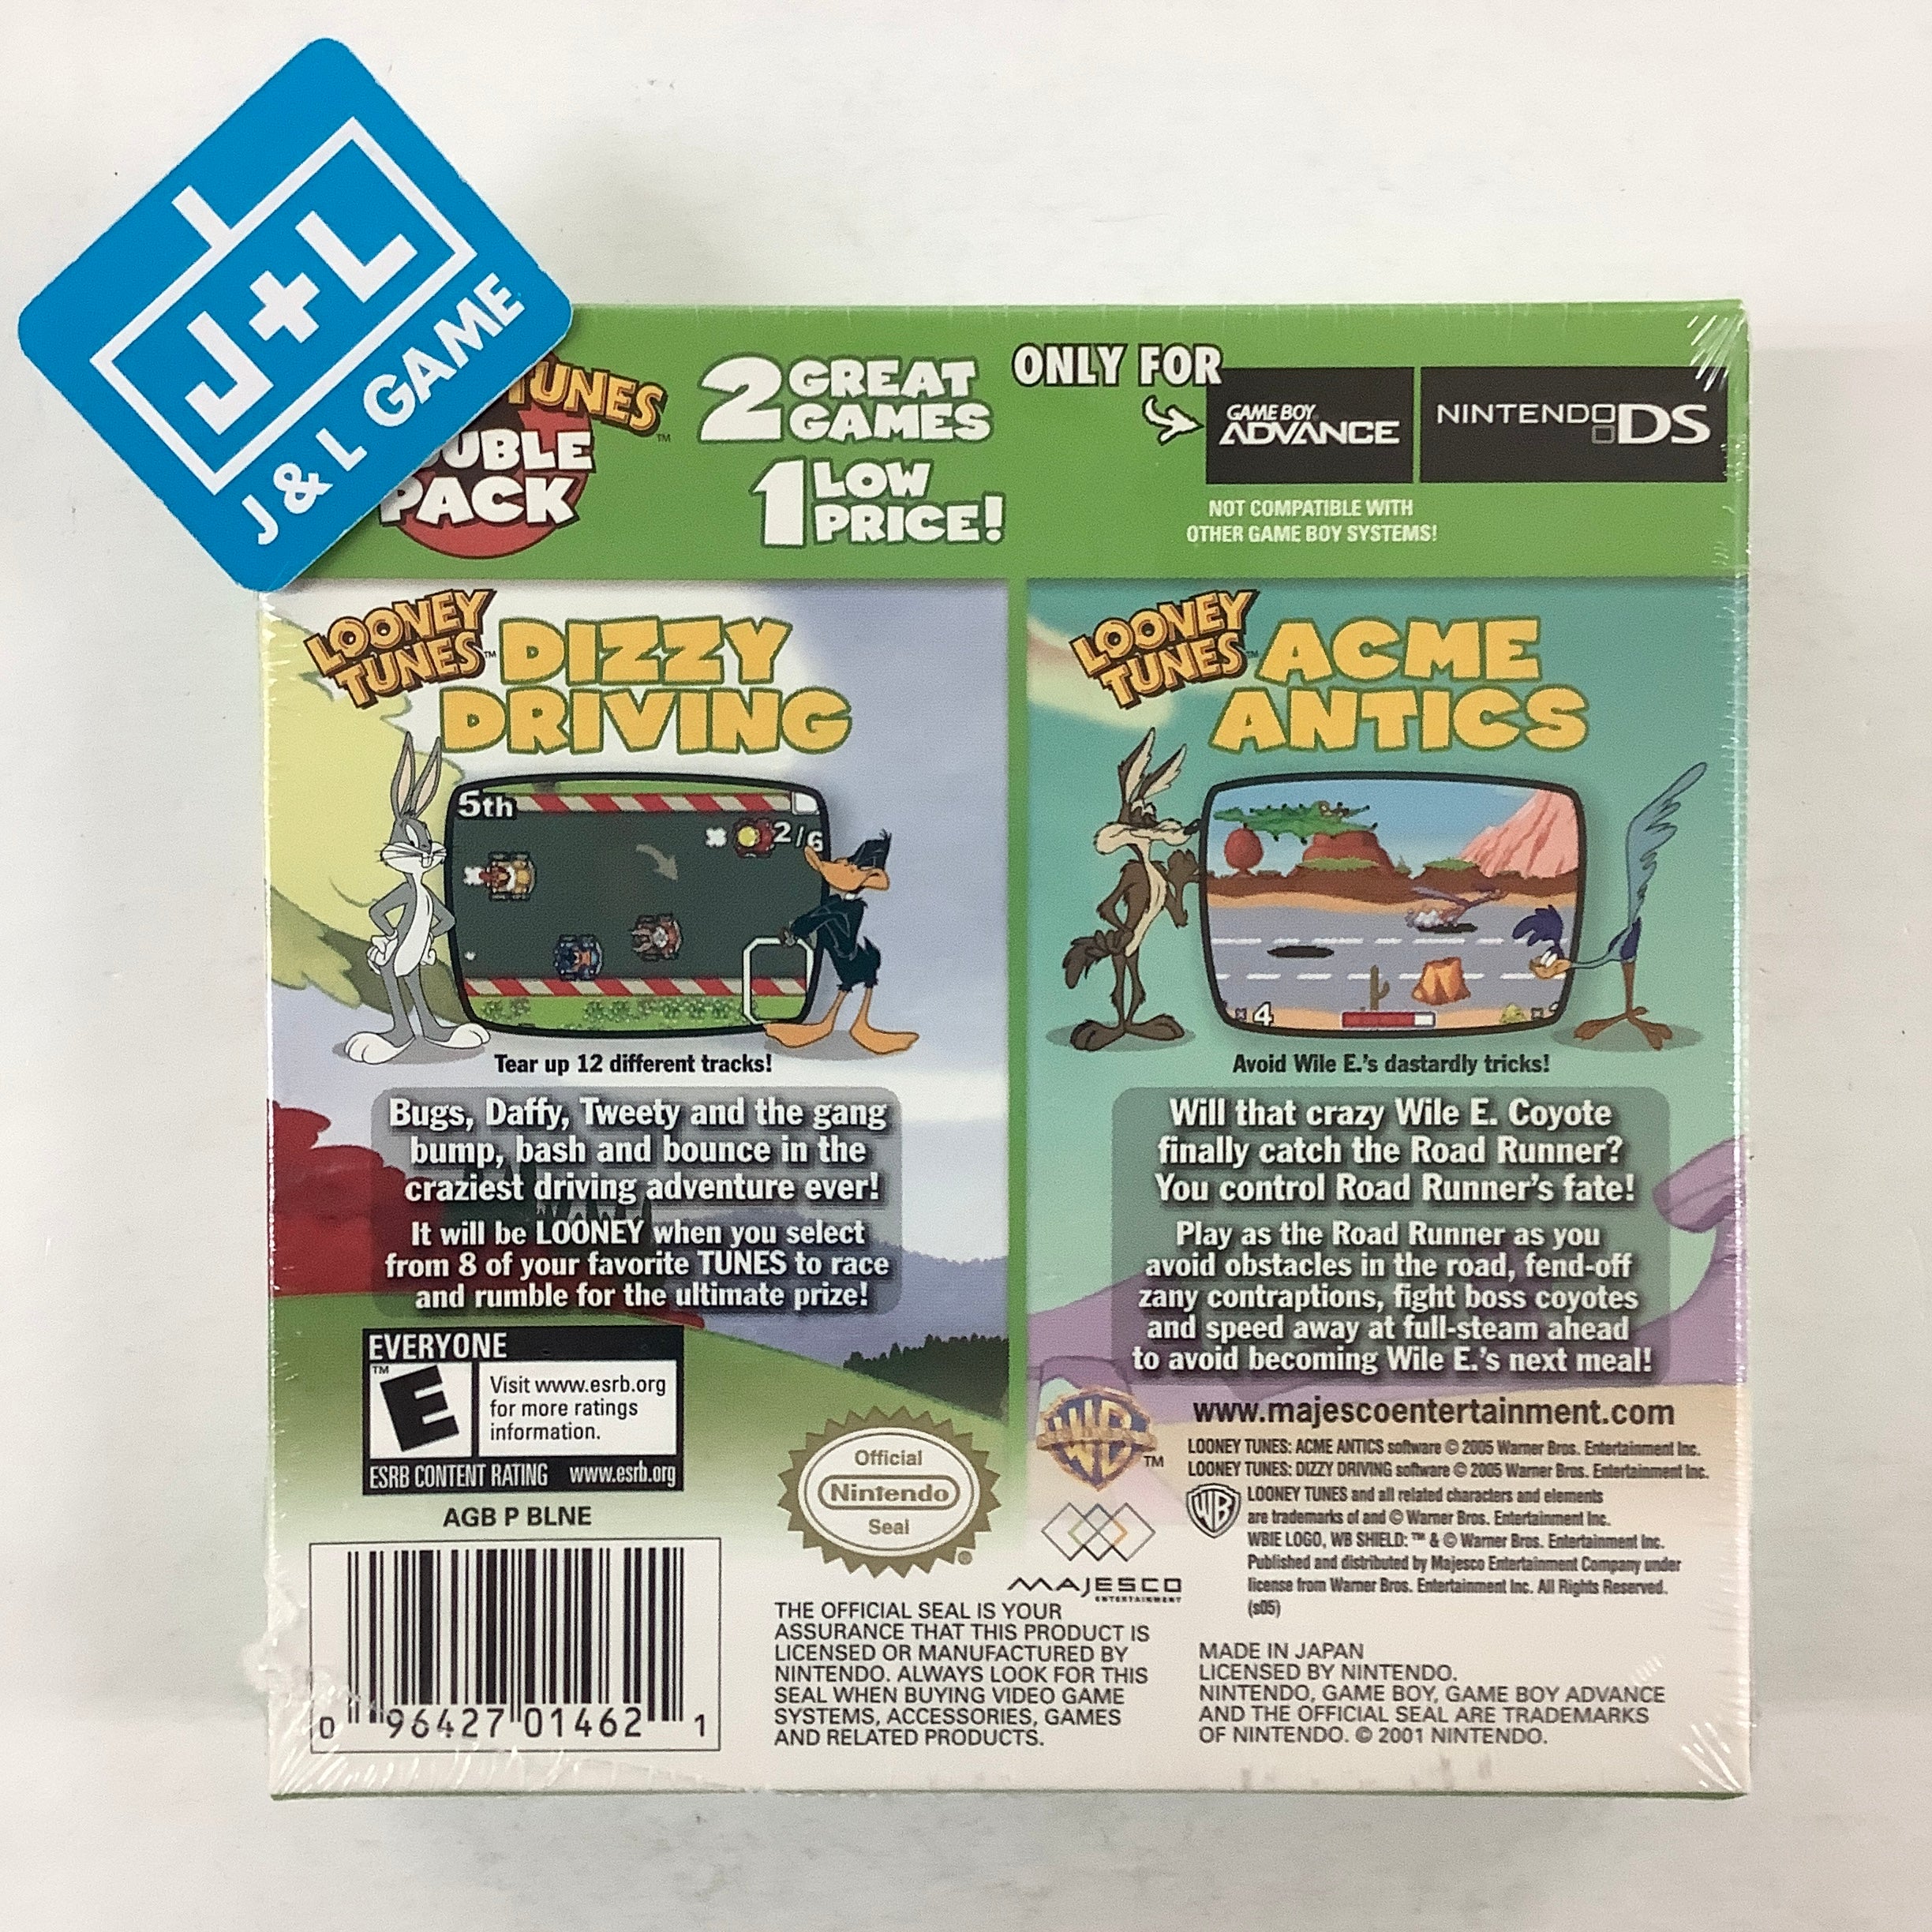 J+L
J & L GAME
TUNES™
PACK
2 GREAT
GAMES
1 LOW
PRICE!
ONLY FOR
GAME BOY
ADVANCE
NINTENDO DS
NOT COMPATIBLE WITH
OTHER GAME BOY SYSTEMS!
LOONEY
TUNES™
DIZZY
DRIVING
5th
2/6
Tear up 12 different tracks!
Bugs, Daffy, Tweety and the gang
bump, bash and bounce in the
craziest driving adventure ever!
It will be LOONEY when you select
from 8 of your favorite TUNES to race
and rumble for the ultimate prize!
LOONEY
TUNES™
ACME
ANTICS
4
Avoid Wile E.'s dastardly tricks!
Will that crazy Wile E. Coyote
finally catch the Road Runner?
You control Road Runner's fate!
Play as the Road Runner as you
avoid obstacles in the road, fend-off
zany contraptions, fight boss coyotes
and speed away at full-steam ahead
to avoid becoming Wile E.'s next meal!
EVERYONE
™
E
Visit www.esrb.org
for more ratings
information.
ESRB CONTENT RATING www.esrb.org
AGB P BLNE
0 96427 01462 1
Official
Nintendo
Seal
®
THE OFFICIAL SEAL IS YOUR
ASSURANCE THAT THIS PRODUCT IS
LICENSED OR MANUFACTURED BY
NINTENDO. ALWAYS LOOK FOR THIS
SEAL WHEN BUYING VIDEO GAME
SYSTEMS, ACCESSORIES, GAMES
AND RELATED PRODUCTS.
WB™
MAJESCO
ENTERTAINMENT
www.majescoentertainment.com
LOONEY TUNES: ACME ANTICS software © 2005 Warner Bros. Entertainment Inc.
LOONEY TUNES: DIZZY DRIVING software © 2005 Warner Bros. Entertainment Inc.
WB
LOONEY TUNES and all related characters and elements
are trademarks of and © Warner Bros. Entertainment Inc.
WBIE LOGO, WB SHIELD: ™ & © Warner Bros. Entertainment Inc.
Published and distributed by Majesco Entertainment Company under
license from Warner Bros. Entertainment Inc. All Rights Reserved.
(s05)
MADE IN JAPAN
LICENSED BY NINTENDO.
NINTENDO, GAME BOY, GAME BOY ADVANCE
AND THE OFFICIAL SEAL ARE TRADEMARKS
OF NINTENDO. © 2001 NINTENDO.